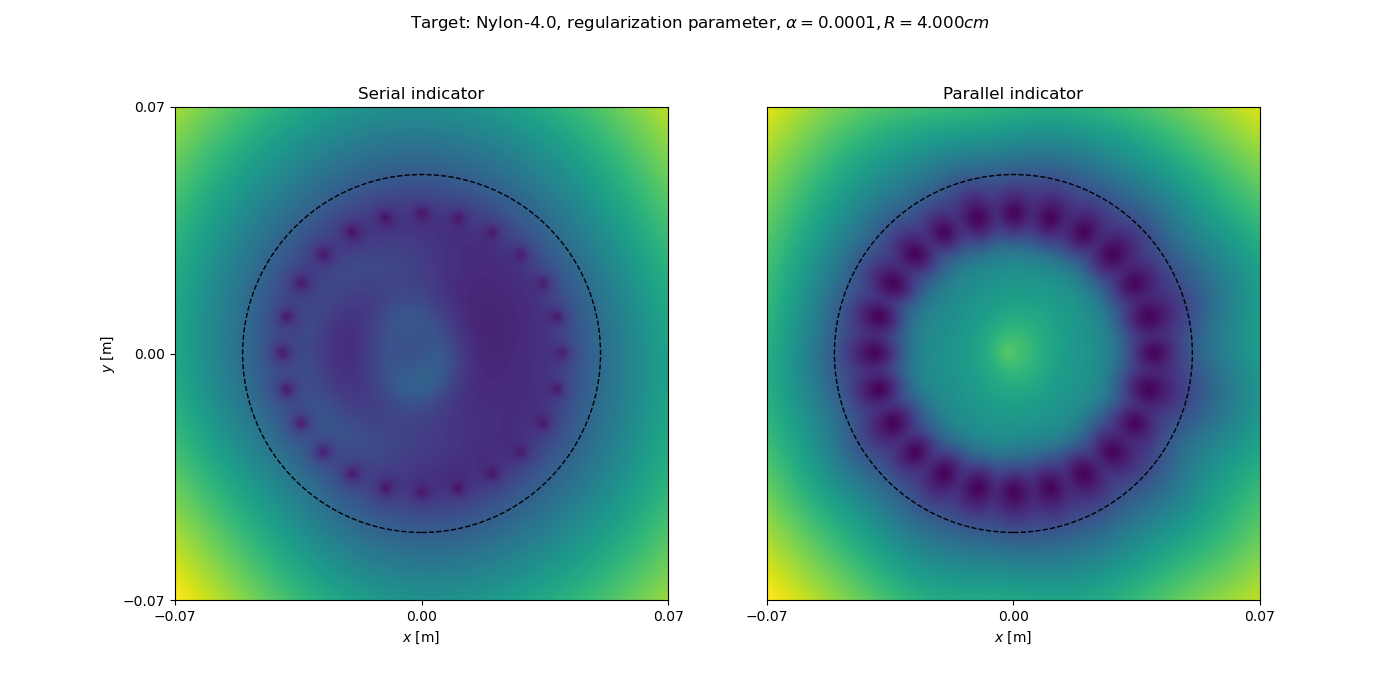 Target: Nylon-4.0, regularization parameter, α = 0.0001, R = 4.000cm
Serial indicator
Parallel indicator
0.07
0.00
−0.07
y [m]
−0.07 0.00 0.07
x [m]
−0.07 0.00 0.07
x [m]